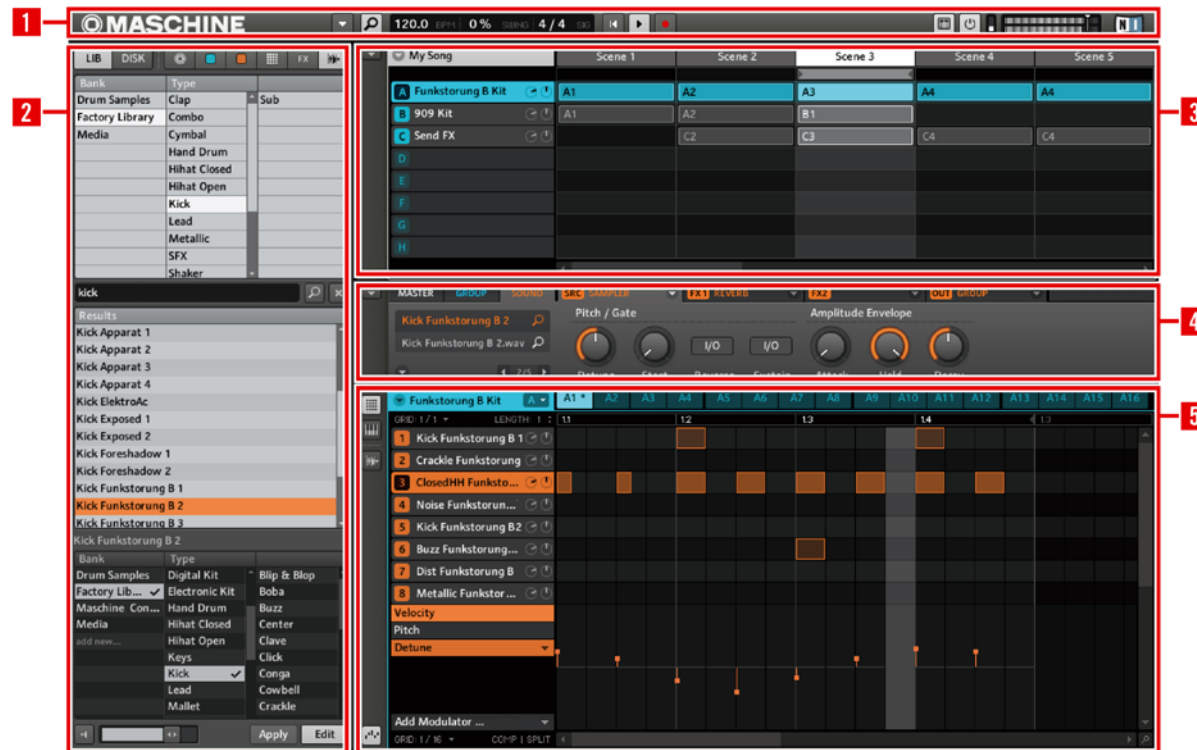 1
MASCHINE 120.0 BPM 0% SWING 4/4 SIG
2
LIB DISK FX
Bank Type
Drum Samples Clap Sub
Factory Library Combo
Media Cymbal
Hand Drum
Hihat Closed
Hihat Open
Kick
Lead
Metallic
SFX
Shaker
kick
Results
Kick Apparat 1
Kick Apparat 2
Kick Apparat 3
Kick Apparat 4
Kick ElektroAc
Kick Exposed 1
Kick Exposed 2
Kick Foreshadow 1
Kick Foreshadow 2
Kick Funkstorung B 1
Kick Funkstorung B 2
Kick Funkstorung B 3
Kick Funkstorung B 2
Bank Type
Drum Samples Digital Kit Blip & Blop
Factory Lib... Electronic Kit Boba
Maschine Con... Hand Drum Buzz
Media Hihat Closed Center
add new... Hihat Open Clave
Keys Click
Kick Conga
Lead Cowbell
Mallet Crackle
Apply Edit
3
My Song Scene 1 Scene 2 Scene 3 Scene 4 Scene 5
A Funkstorung B Kit A1 A2 A3 A4 A4
B 909 Kit A1 A2 B1
C Send FX C2 C3 C4 C4
D
E
F
G
H
4
MASTER GROUP SOUND SRC SAMPLER FX1 REVERB FX2 OUT GROUP
Kick Funkstorung B 2 Pitch / Gate Amplitude Envelope
Kick Funkstorung B 2.wav I/O I/O
2/5 Detune Start Reverse Sustain Attack Hold Decay
5
Funkstorung B Kit A A1 * A2 A3 A4 A5 A6 A7 A8 A9 A10 A11 A12 A13 A14 A15 A16
GRID: 1/1 LENGTH: 1 1.1 1.2 1.3 1.4 1.3
1 Kick Funkstorung B 1
2 Crackle Funkstorung
3 ClosedHH Funksto...
4 Noise Funkstorun...
5 Kick Funkstorung B2
6 Buzz Funkstorung...
7 Dist Funkstorung B
8 Metallic Funkstor...
Velocity
Pitch
Detune
Add Modulator ...
GRID: 1/16 COMP | SPLIT